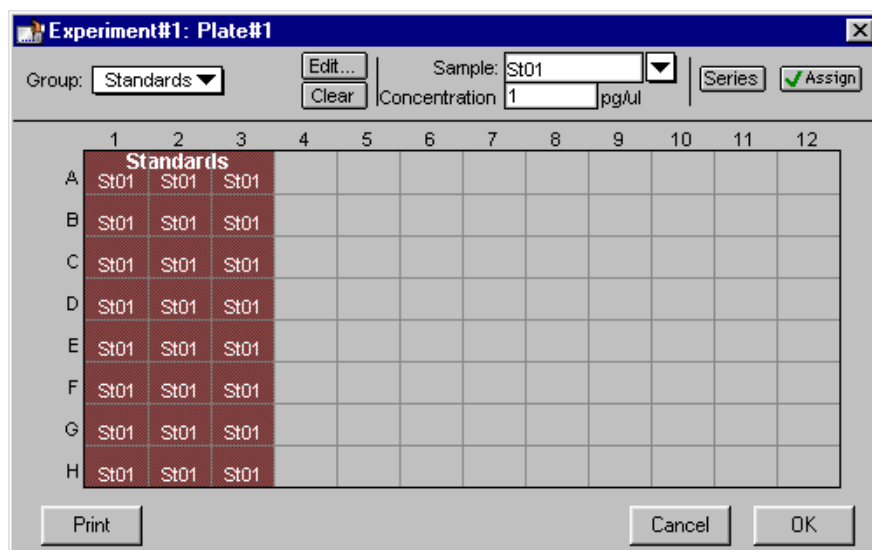 Experiment#1: Plate#1
Group: Standards Edit... Sample: St01 Series Assign
Clear Concentration 1 pg/ul
1 2 3 4 5 6 7 8 9 10 11 12
Standards
A St01 St01 St01
B St01 St01 St01
C St01 St01 St01
D St01 St01 St01
E St01 St01 St01
F St01 St01 St01
G St01 St01 St01
H St01 St01 St01
Print Cancel OK